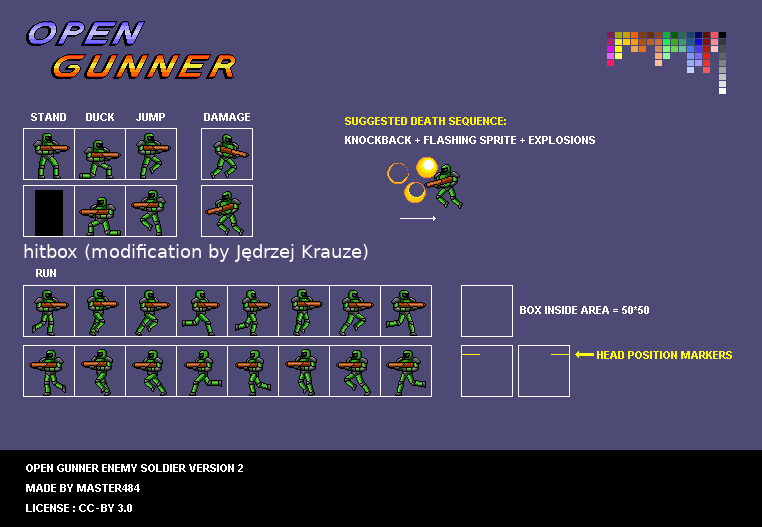 OPEN
GUNNER
STAND DUCK JUMP DAMAGE
SUGGESTED DEATH SEQUENCE:
KNOCKBACK + FLASHING SPRITE + EXPLOSIONS
hitbox (modification by Jędrzej Krauze)
RUN
BOX INSIDE AREA = 50*50
HEAD POSITION MARKERS
OPEN GUNNER ENEMY SOLDIER VERSION 2
MADE BY MASTER484
LICENSE : CC-BY 3.0